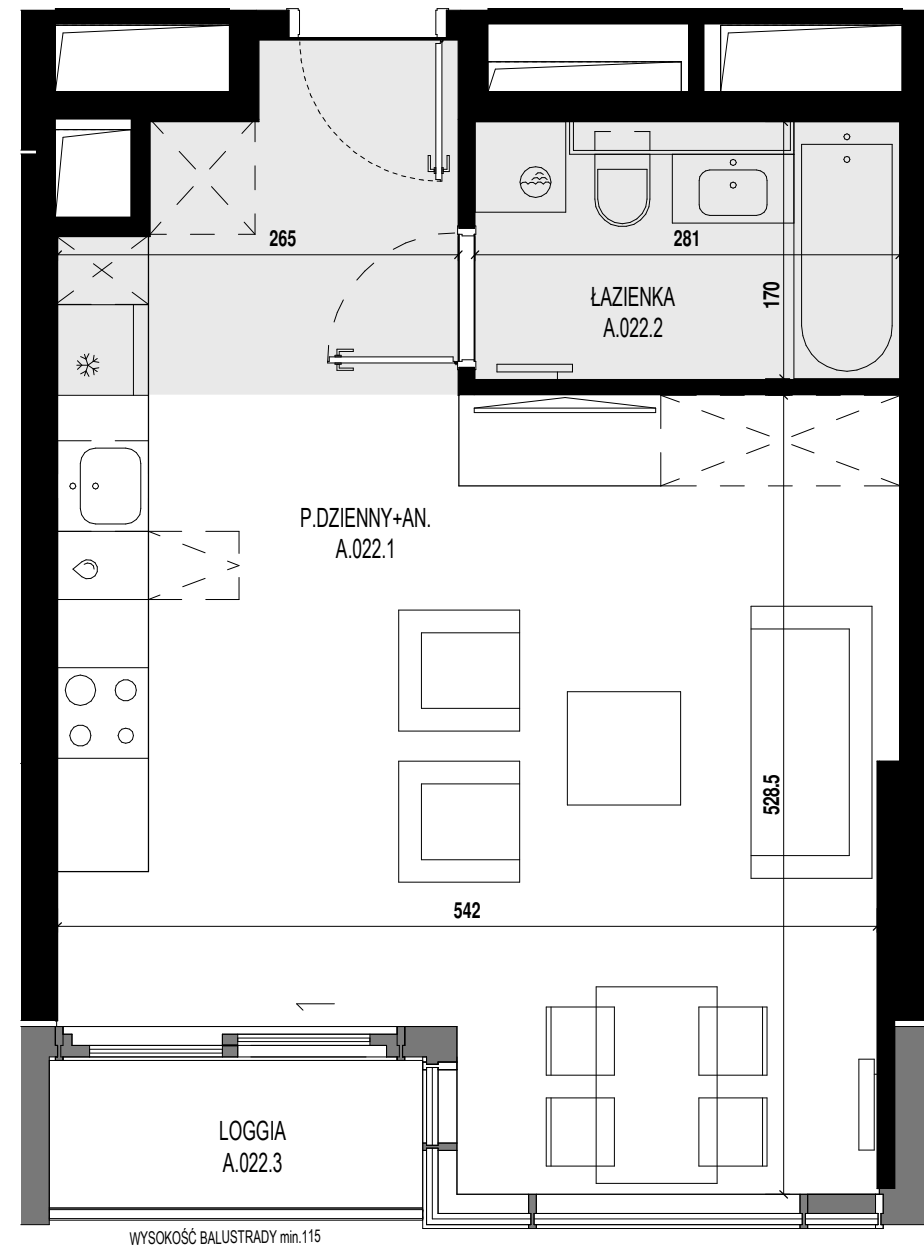 265
281
170
ŁAZIENKA
A.022.2
P.DZIENNY+AN.
A.022.1
528.5
542
LOGGIA
A.022.3
WYSOKOŚĆ BALUSTRADY min.115